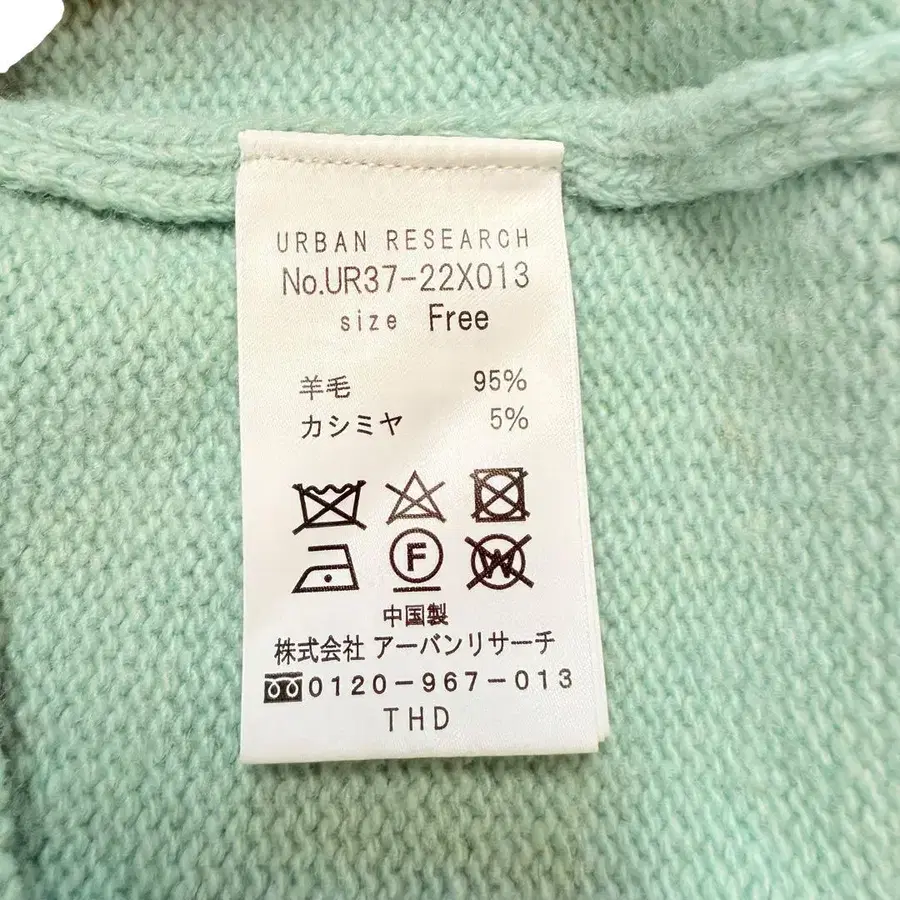 URBAN RESEARCH
No.UR37-22X013
size Free
羊毛 95%
カシミヤ 5%
F W
中国製
株式会社 アーバンリサーチ
0120-967-013
THD